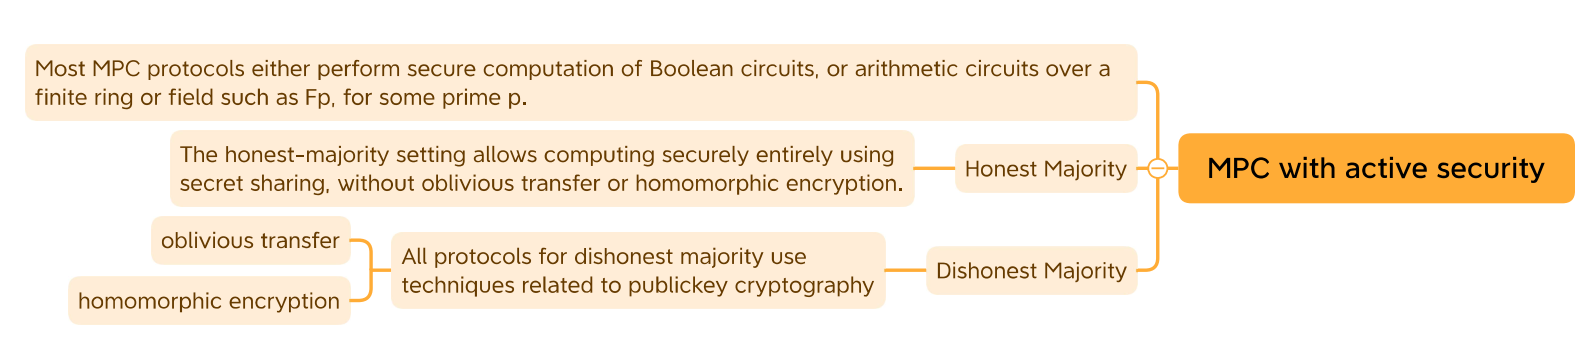 Most MPC protocols either perform secure computation of Boolean circuits, or arithmetic circuits over a
finite ring or field such as Fp, for some prime p.
The honest-majority setting allows computing securely entirely using
secret sharing, without oblivious transfer or homomorphic encryption.
Honest Majority
MPC with active security
oblivious transfer
homomorphic encryption
All protocols for dishonest majority use
techniques related to publickey cryptography
Dishonest Majority